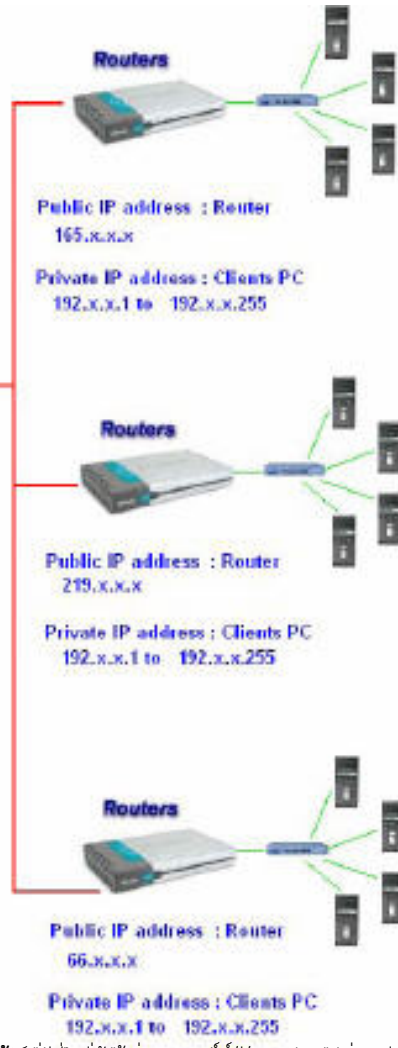 Routers
Public IP address : Router
165.x.x.x
Private IP address : Clients PC
192.x.x.1 to 192.x.x.255
Routers
Public IP address : Router
219.x.x.x
Private IP address : Clients PC
192.x.x.1 to 192.x.x.255
Routers
Public IP address : Router
66.x.x.x
Private IP address : Clients PC
192.x.x.1 to 192.x.x.255